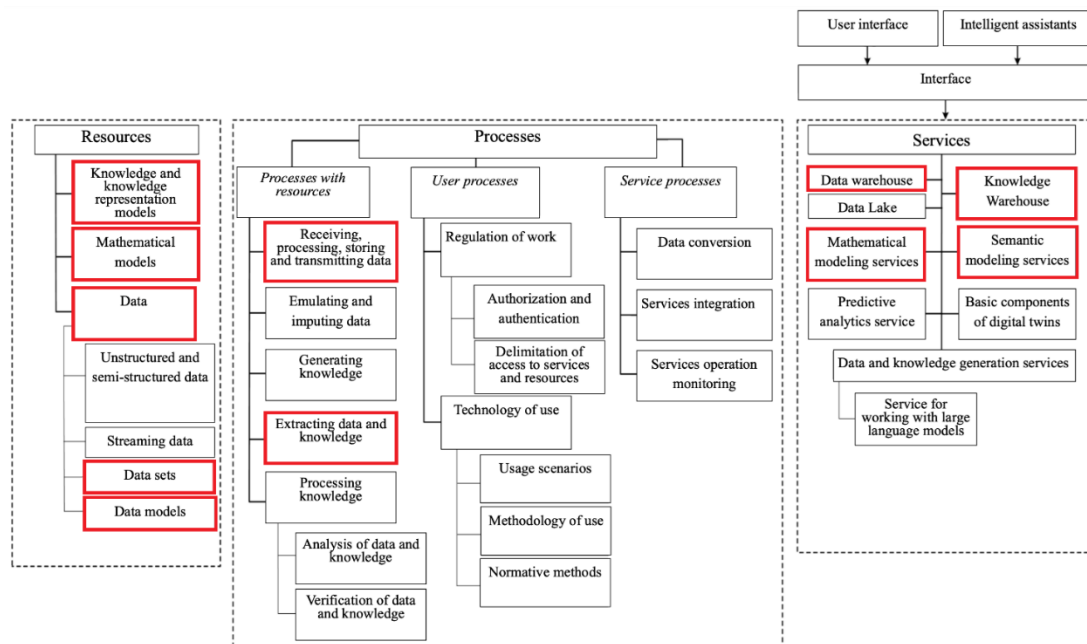 User interface
Intelligent assistants
Interface
Resources
Knowledge and
knowledge
representation
models
Mathematical
models
Data
Unstructured and
semi-structured data
Streaming data
Data sets
Data models
Processes
Processes with
resources
Receiving,
processing, storing
and transmitting data
Emulating and
imputing data
Generating
knowledge
Extracting data and
knowledge
Processing
knowledge
Analysis of data and
knowledge
Verification of data
and knowledge
User processes
Regulation of work
Authorization and
authentication
Delimitation of
access to services
and resources
Technology of use
Usage scenarios
Methodology of use
Normative methods
Service processes
Data conversion
Services integration
Services operation
monitoring
Services
Data warehouse
Knowledge
Warehouse
Data Lake
Mathematical
modeling services
Semantic
modeling services
Predictive
analytics service
Basic components
of digital twins
Data and knowledge generation services
Service for
working with large
language models